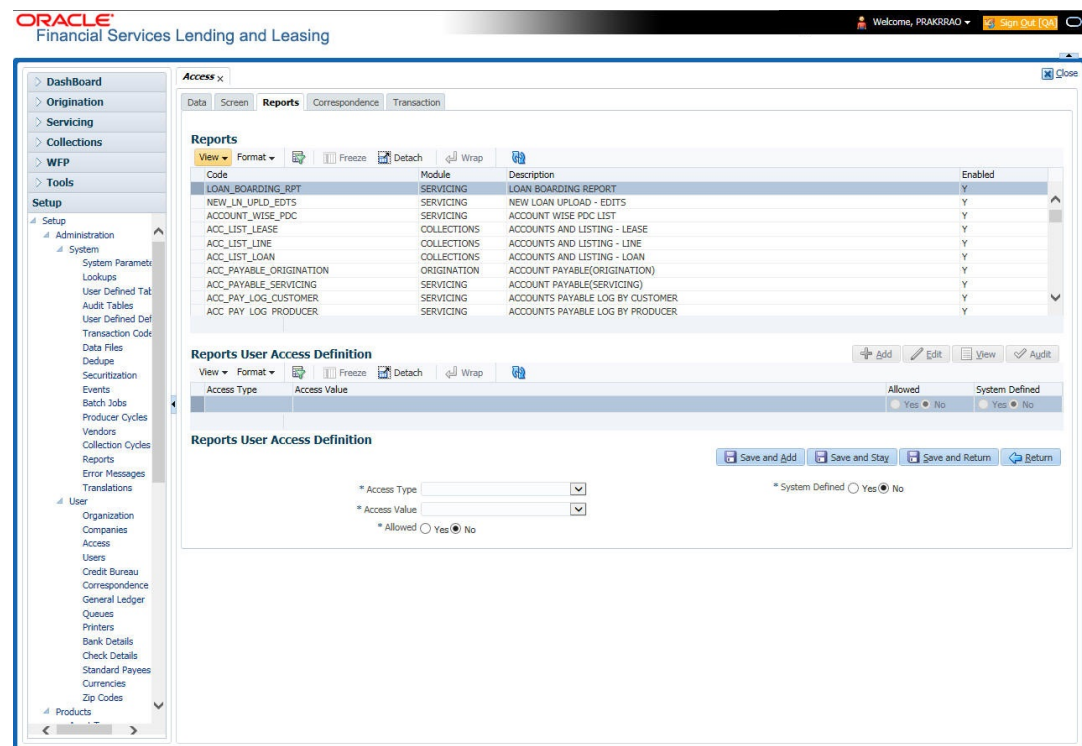 ORACLE®
Financial Services Lending and Leasing
Welcome, PRAKRRAO
Sign Out [QA]
DashBoard
Origination
Servicing
Collections
WFP
Tools
Setup
Setup
Administration
System
System Paramete
Lookups
User Defined Tab
Audit Tables
User Defined Def
Transaction Code
Data Files
Dedupe
Securitization
Events
Batch Jobs
Producer Cycles
Vendors
Collection Cycles
Reports
Error Messages
Translations
User
Organization
Companies
Access
Users
Credit Bureau
Correspondence
General Ledger
Queues
Printers
Bank Details
Check Details
Standard Payees
Currencies
Zip Codes
Products
Access x
Close
Data Screen Reports Correspondence Transaction
Reports
View Format Freeze Detach Wrap
Code Module Description Enabled
LOAN_BOARDING_RPT SERVICING LOAN BOARDING REPORT Y
NEW_LN_UPLD_EDTS SERVICING NEW LOAN UPLOAD - EDITS Y
ACCOUNT_WISE_PDC SERVICING ACCOUNT WISE PDC LIST Y
ACC_LIST_LEASE COLLECTIONS ACCOUNTS AND LISTING - LEASE Y
ACC_LIST_LINE COLLECTIONS ACCOUNTS AND LISTING - LINE Y
ACC_LIST_LOAN COLLECTIONS ACCOUNTS AND LISTING - LOAN Y
ACC_PAYABLE_ORIGINATION ORIGINATION ACCOUNT PAYABLE(ORIGINATION) Y
ACC_PAYABLE_SERVICING SERVICING ACCOUNT PAYABLE(SERVICING) Y
ACC_PAY_LOG_CUSTOMER SERVICING ACCOUNTS PAYABLE LOG BY CUSTOMER Y
ACC_PAY_LOG_PRODUCER SERVICING ACCOUNTS PAYABLE LOG BY PRODUCER Y
Reports User Access Definition
Add Edit View Audit
View Format Freeze Detach Wrap
Access Type Access Value Allowed System Defined
Yes No Yes No
Reports User Access Definition
Save and Add Save and Stay Save and Return Return
* Access Type
* System Defined Yes No
* Access Value
* Allowed Yes No